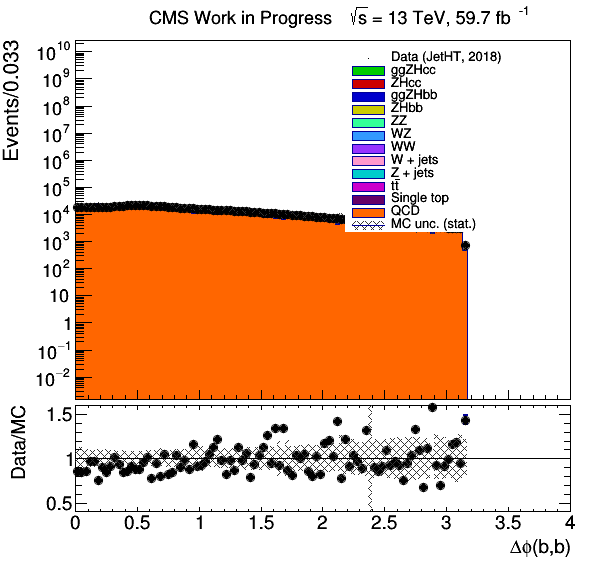 CMS Work in Progress √s = 13 TeV, 59.7 fb⁻¹
Events/0.033
10¹⁰
10⁹
10⁸
10⁷
10⁶
10⁵
10⁴
10³
10²
10
1
10⁻¹
10⁻²
Data (JetHT, 2018)
ggZHcc
ZHcc
ggZHbb
ZHbb
ZZ
WZ
WW
W + jets
Z + jets
tt̄
Single top
QCD
MC unc. (stat.)
Data/MC
1.5
1
0.5
0 0.5 1 1.5 2 2.5 3 3.5 4
Δϕ(b,b)